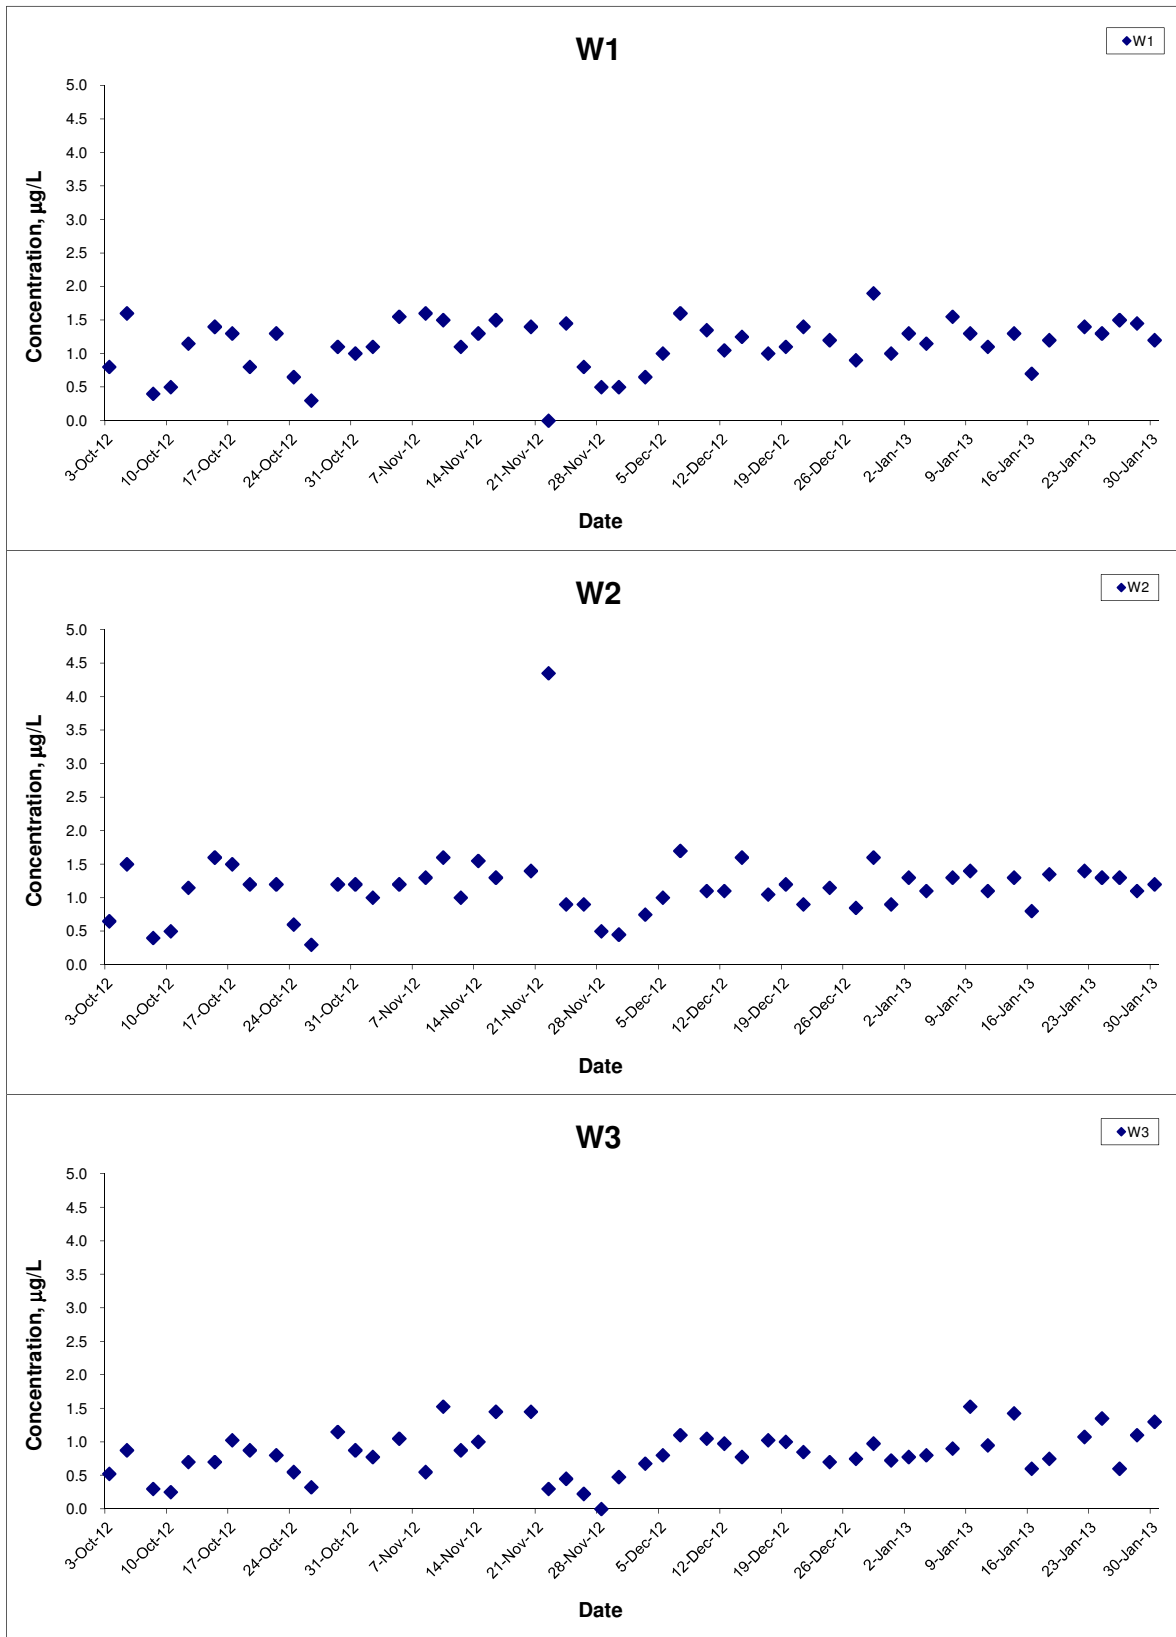 W1
W1
5.0
4.5
4.0
3.5
3.0
2.5
2.0
1.5
1.0
0.5
0.0
Concentration, µg/L
3-Oct-12
10-Oct-12
17-Oct-12
24-Oct-12
31-Oct-12
7-Nov-12
14-Nov-12
21-Nov-12
28-Nov-12
5-Dec-12
12-Dec-12
19-Dec-12
26-Dec-12
2-Jan-13
9-Jan-13
16-Jan-13
23-Jan-13
30-Jan-13
Date
W2
W2
5.0
4.5
4.0
3.5
3.0
2.5
2.0
1.5
1.0
0.5
0.0
Concentration, µg/L
3-Oct-12
10-Oct-12
17-Oct-12
24-Oct-12
31-Oct-12
7-Nov-12
14-Nov-12
21-Nov-12
28-Nov-12
5-Dec-12
12-Dec-12
19-Dec-12
26-Dec-12
2-Jan-13
9-Jan-13
16-Jan-13
23-Jan-13
30-Jan-13
Date
W3
W3
5.0
4.5
4.0
3.5
3.0
2.5
2.0
1.5
1.0
0.5
0.0
Concentration, µg/L
3-Oct-12
10-Oct-12
17-Oct-12
24-Oct-12
31-Oct-12
7-Nov-12
14-Nov-12
21-Nov-12
28-Nov-12
5-Dec-12
12-Dec-12
19-Dec-12
26-Dec-12
2-Jan-13
9-Jan-13
16-Jan-13
23-Jan-13
30-Jan-13
Date